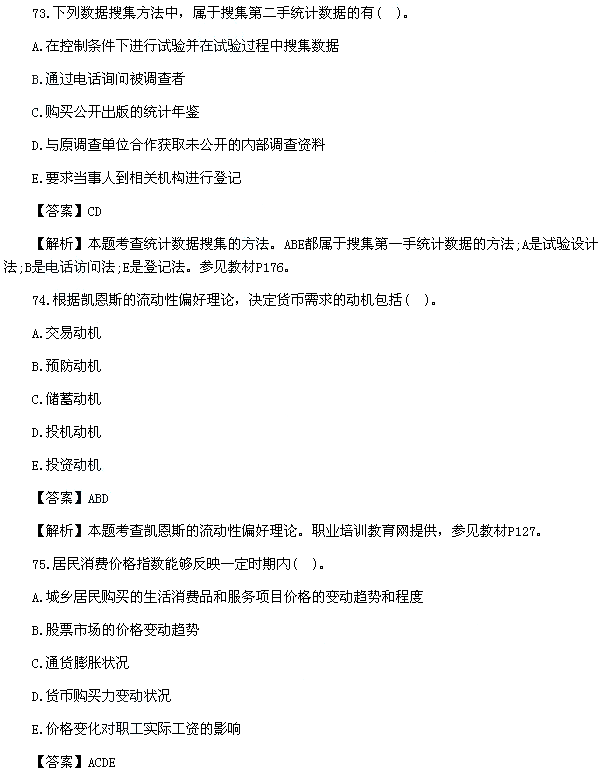 73.下列数据搜集方法中，属于搜集第二手统计数据的有( )。
A.在控制条件下进行试验并在试验过程中搜集数据
B.通过电话询问被调查者
C.购买公开出版的统计年鉴
D.与原调查单位合作获取未公开的内部调查资料
E.要求当事人到相关机构进行登记
【答案】CD
【解析】本题考查统计数据搜集的方法。ABE都属于搜集第一手统计数据的方法;A是试验设计
法;B是电话访问法;E是登记法。参见教材P176。
74.根据凯恩斯的流动性偏好理论，决定货币需求的动机包括( )。
A.交易动机
B.预防动机
C.储蓄动机
D.投机动机
E.投资动机
【答案】ABD
【解析】本题考查凯恩斯的流动性偏好理论。职业培训教育网提供，参见教材P127。
75.居民消费价格指数能够反映一定时期内( )。
A.城乡居民购买的生活消费品和服务项目价格的变动趋势和程度
B.股票市场的价格变动趋势
C.通货膨胀状况
D.货币购买力变动状况
E.价格变化对职工实际工资的影响
【答案】ACDE